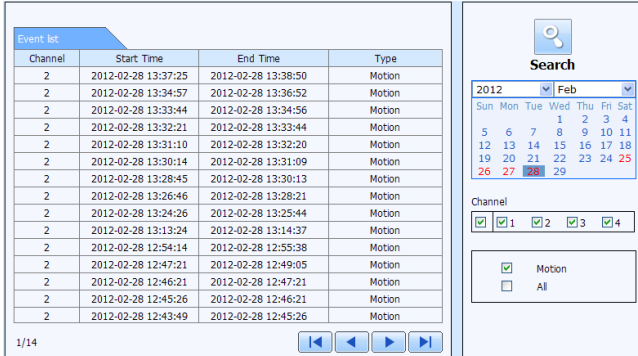 Event list
Channel Start Time End Time Type
2 2012-02-28 13:37:25 2012-02-28 13:38:50 Motion
2 2012-02-28 13:34:57 2012-02-28 13:36:52 Motion
2 2012-02-28 13:33:44 2012-02-28 13:34:56 Motion
2 2012-02-28 13:32:21 2012-02-28 13:33:44 Motion
2 2012-02-28 13:31:10 2012-02-28 13:32:20 Motion
2 2012-02-28 13:30:14 2012-02-28 13:31:09 Motion
2 2012-02-28 13:28:45 2012-02-28 13:30:13 Motion
2 2012-02-28 13:26:46 2012-02-28 13:28:21 Motion
2 2012-02-28 13:24:26 2012-02-28 13:25:44 Motion
2 2012-02-28 13:13:24 2012-02-28 13:14:37 Motion
2 2012-02-28 12:54:14 2012-02-28 12:55:38 Motion
2 2012-02-28 12:47:21 2012-02-28 12:49:05 Motion
2 2012-02-28 12:46:21 2012-02-28 12:47:21 Motion
2 2012-02-28 12:45:26 2012-02-28 12:46:21 Motion
2 2012-02-28 12:43:49 2012-02-28 12:45:26 Motion
1/14
Search
2012 Feb
Sun Mon Tue Wed Thu Fri Sat
1 2 3 4
5 6 7 8 9 10 11
12 13 14 15 16 17 18
19 20 21 22 23 24 25
26 27 28 29
Channel
1 2 3 4
Motion
All